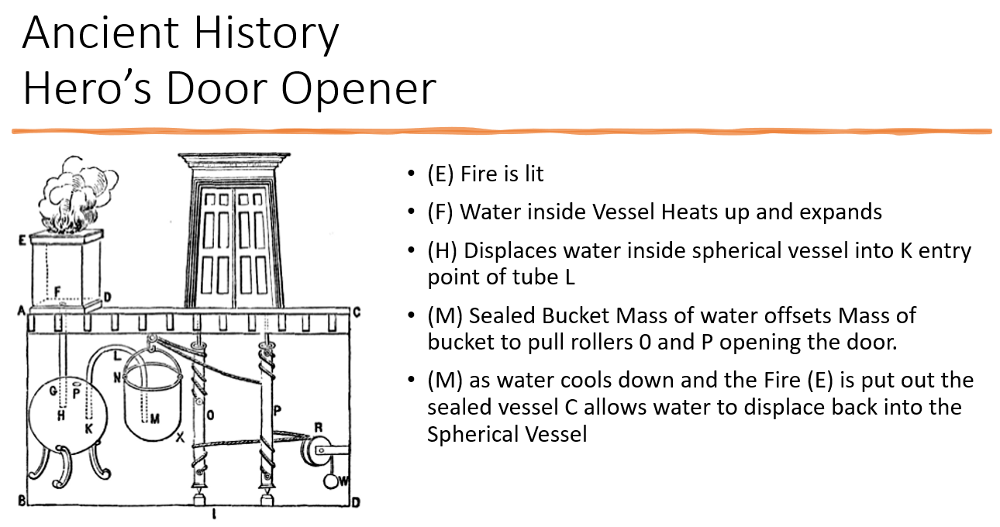 Ancient History
Hero’s Door Opener
• (E) Fire is lit
• (F) Water inside Vessel Heats up and expands
• (H) Displaces water inside spherical vessel into K entry
point of tube L
• (M) Sealed Bucket Mass of water offsets Mass of
bucket to pull rollers 0 and P opening the door.
• (M) as water cools down and the Fire (E) is put out the
sealed vessel C allows water to displace back into the
Spherical Vessel
E
F
D
A
C
L
N
G
P
H
K
M
X
O
P
R
W
B
D
I